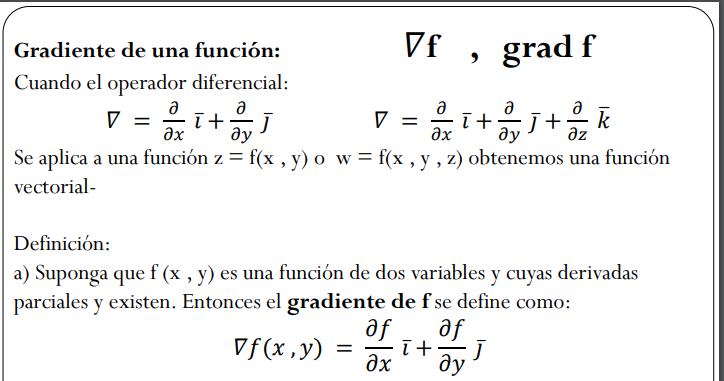 Gradiente de una función: ∇f , grad f
Cuando el operador diferencial:
∇ = ∂/∂x ī + ∂/∂y j̄ ∇ = ∂/∂x ī + ∂/∂y j̄ + ∂/∂z k̄
Se aplica a una función z = f(x , y) o w = f(x , y , z) obtenemos una función
vectorial-
Definición:
a) Suponga que f (x , y) es una función de dos variables y cuyas derivadas
parciales y existen. Entonces el gradiente de f se define como:
∇f(x ,y) = ∂f/∂x ī + ∂f/∂y j̄